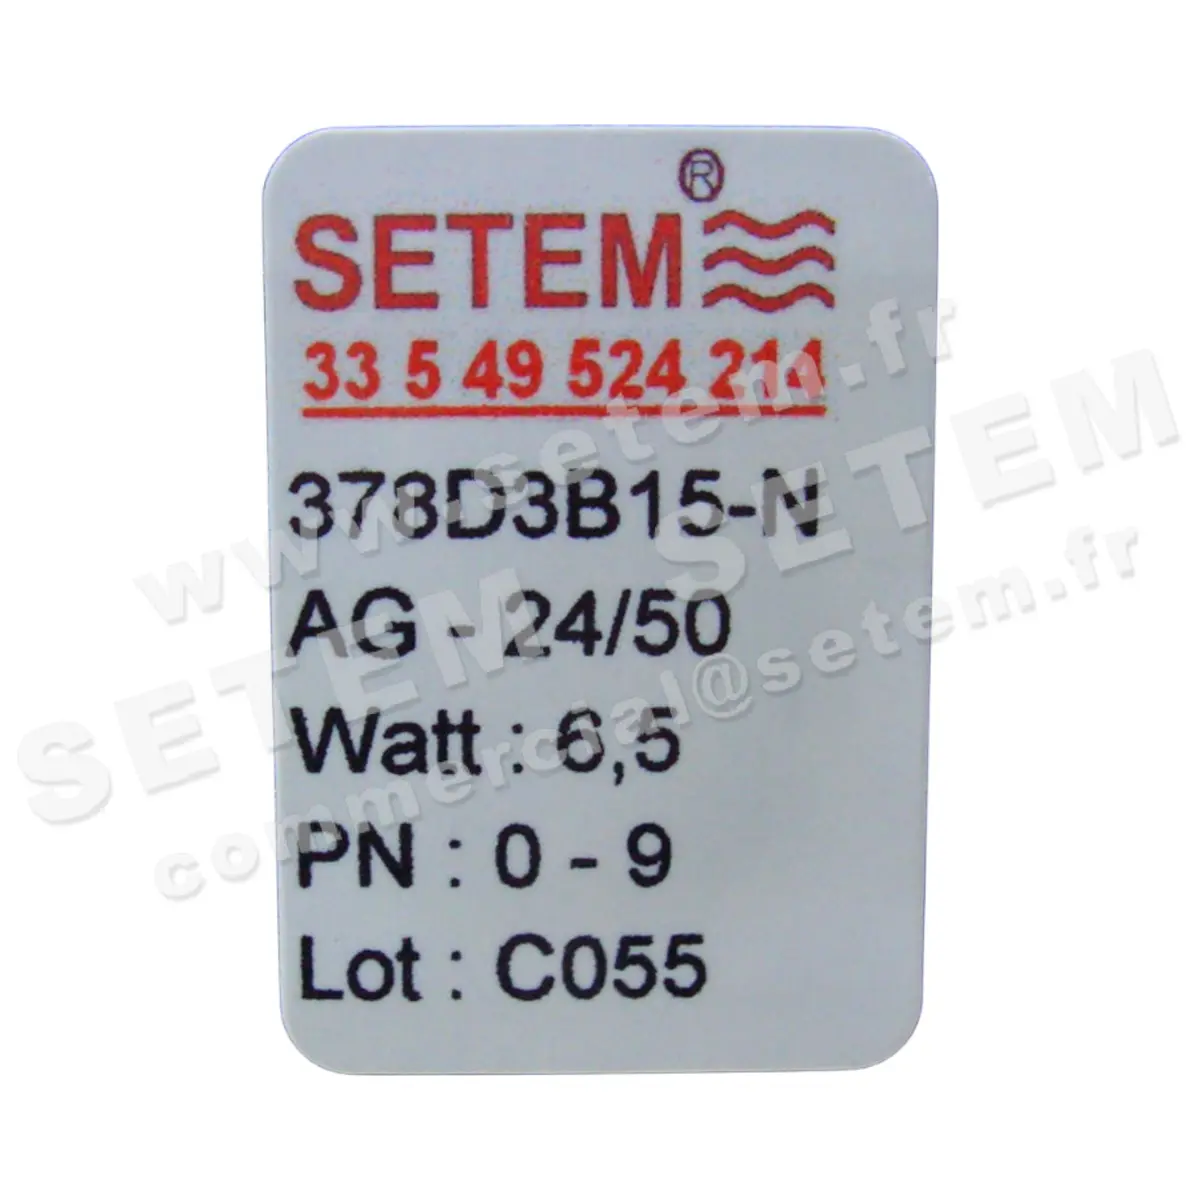 ®
SETEM
33 5 49 524 214
378D3B15-N
AG - 24/50
Watt : 6,5
PN : 0 - 9
Lot : C055
www.setem.fr
SETEM SETEM
commercial@setem.fr